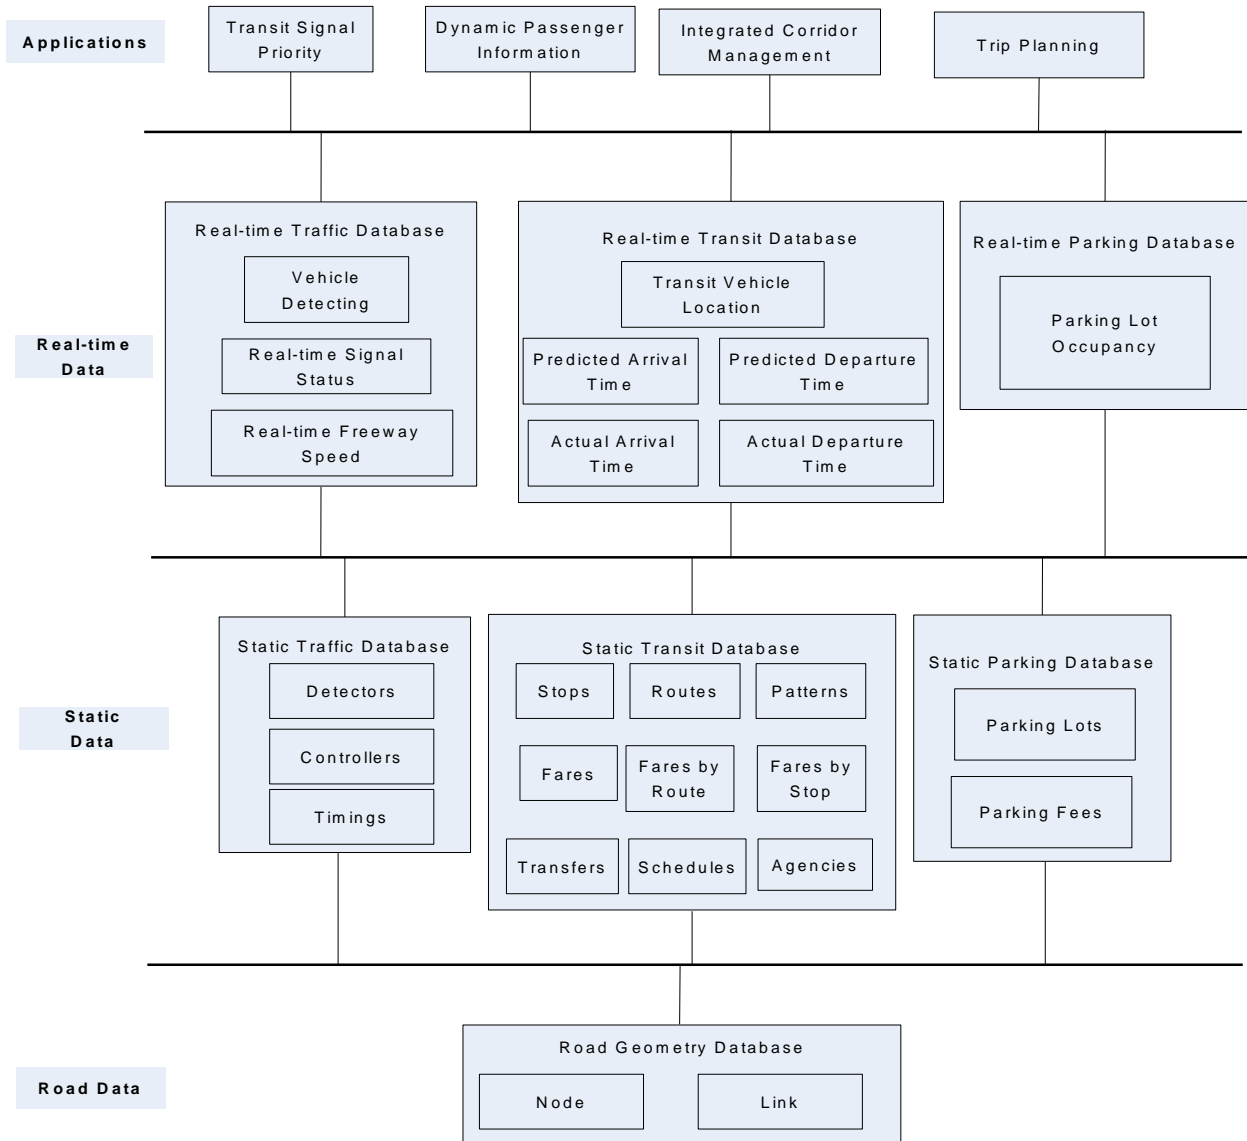 Applications
Transit Signal
Priority
Dynamic Passenger
Information
Integrated Corridor
Management
Trip Planning
Real-time
Data
Real-time Traffic Database
Vehicle
Detecting
Real-time Signal
Status
Real-time Freeway
Speed
Real-time Transit Database
Transit Vehicle
Location
Predicted Arrival
Time
Predicted Departure
Time
Actual Arrival
Time
Actual Departure
Time
Real-time Parking Database
Parking Lot
Occupancy
Static
Data
Static Traffic Database
Detectors
Controllers
Timings
Static Transit Database
Stops
Routes
Patterns
Fares
Fares by
Route
Fares by
Stop
Transfers
Schedules
Agencies
Static Parking Database
Parking Lots
Parking Fees
Road Data
Road Geometry Database
Node
Link